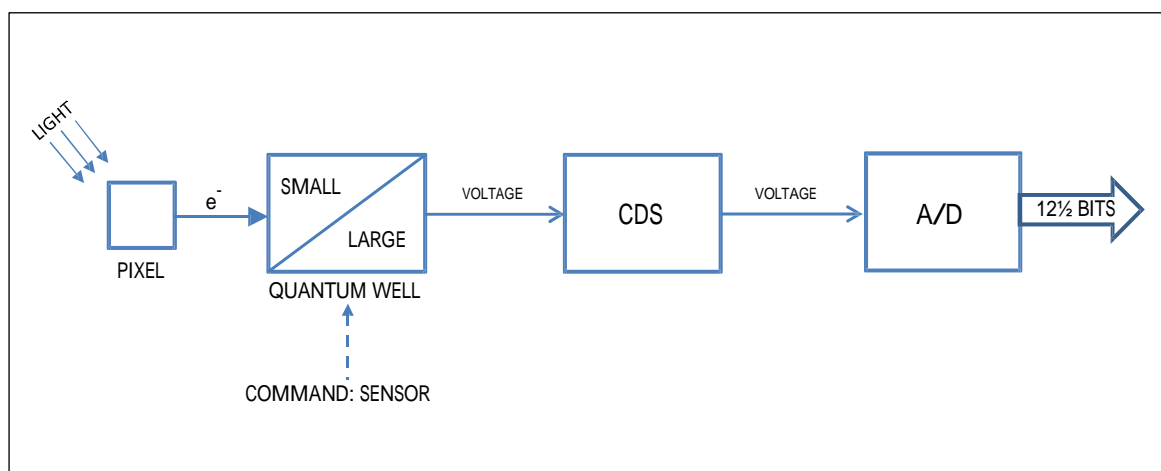 LIGHT
PIXEL
e-
SMALL
LARGE
QUANTUM WELL
COMMAND: SENSOR
VOLTAGE
CDS
VOLTAGE
A/D
12½ BITS